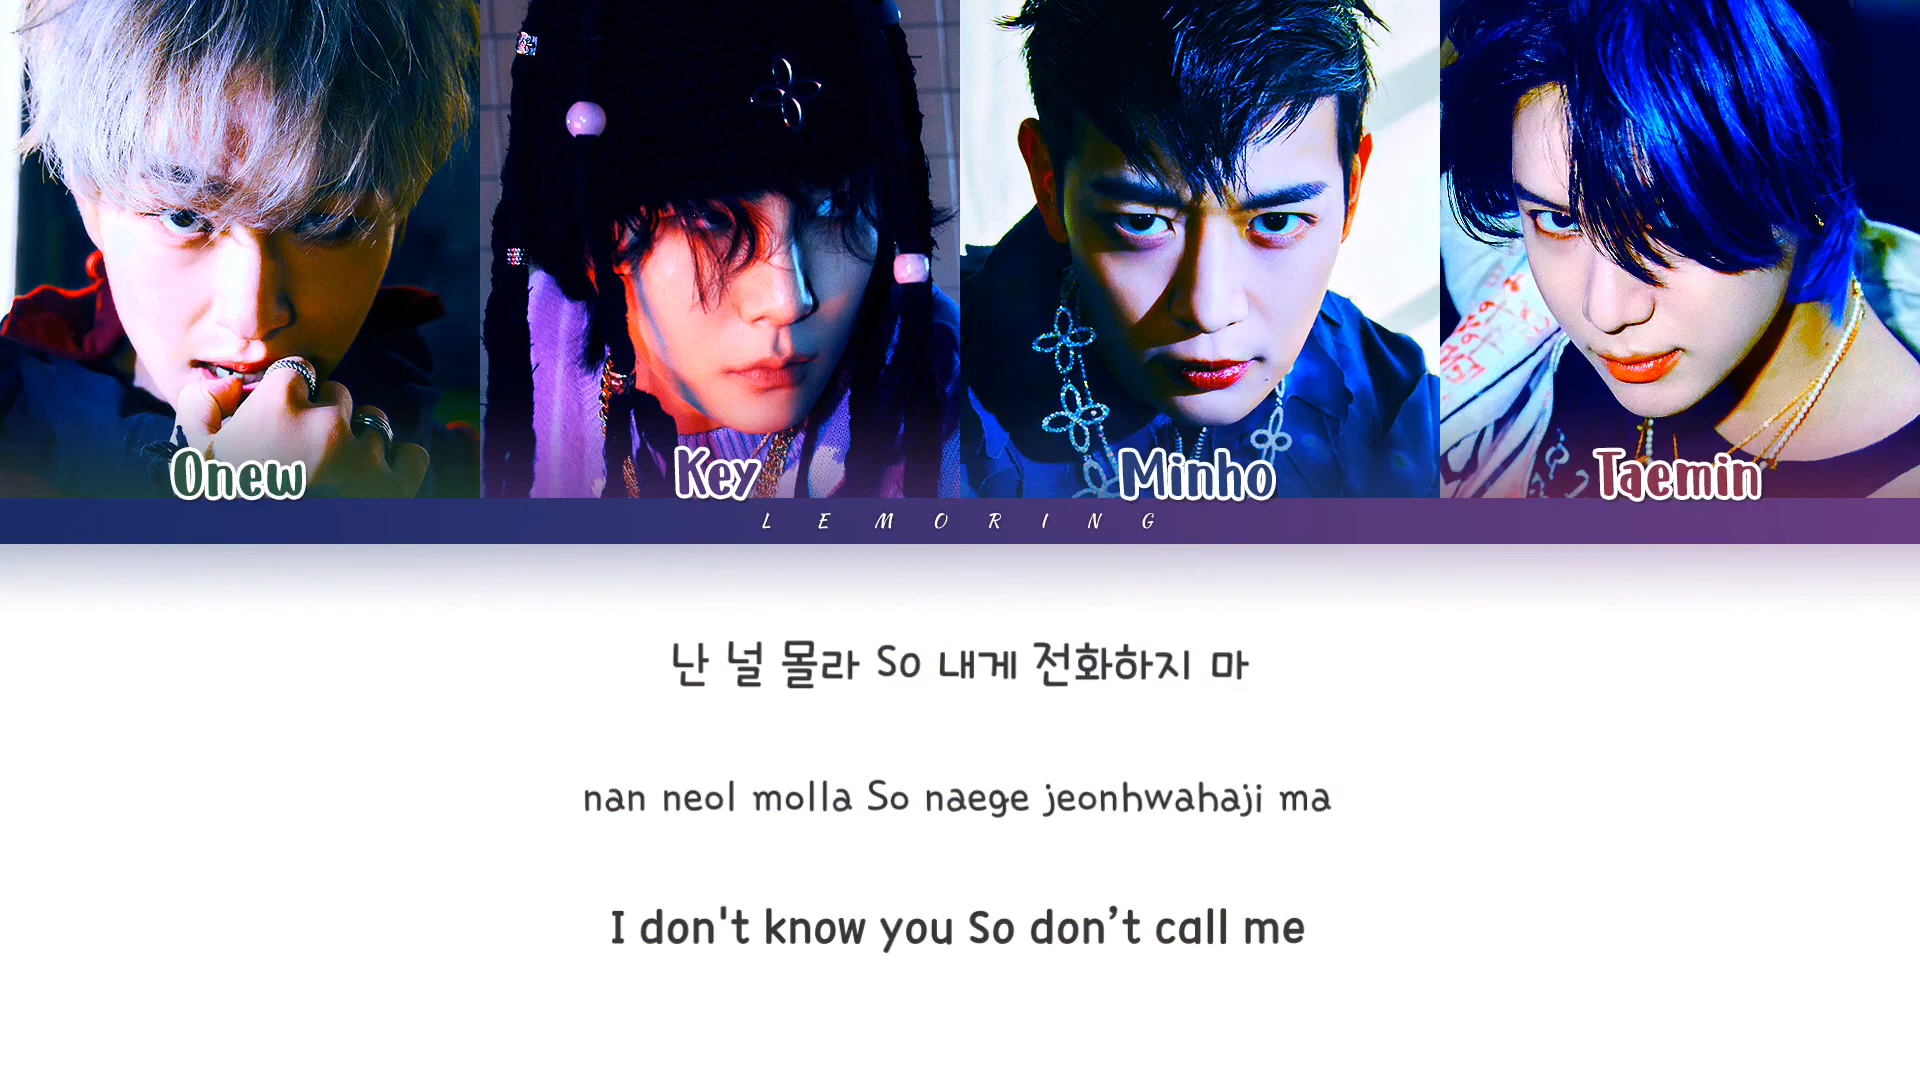 Onew Key Minho Taemin
LEMORING
난 널 몰라 So 내게 전화하지 마
nan neol molla So naege jeonhwahaji ma
I don't know you So don’t call me